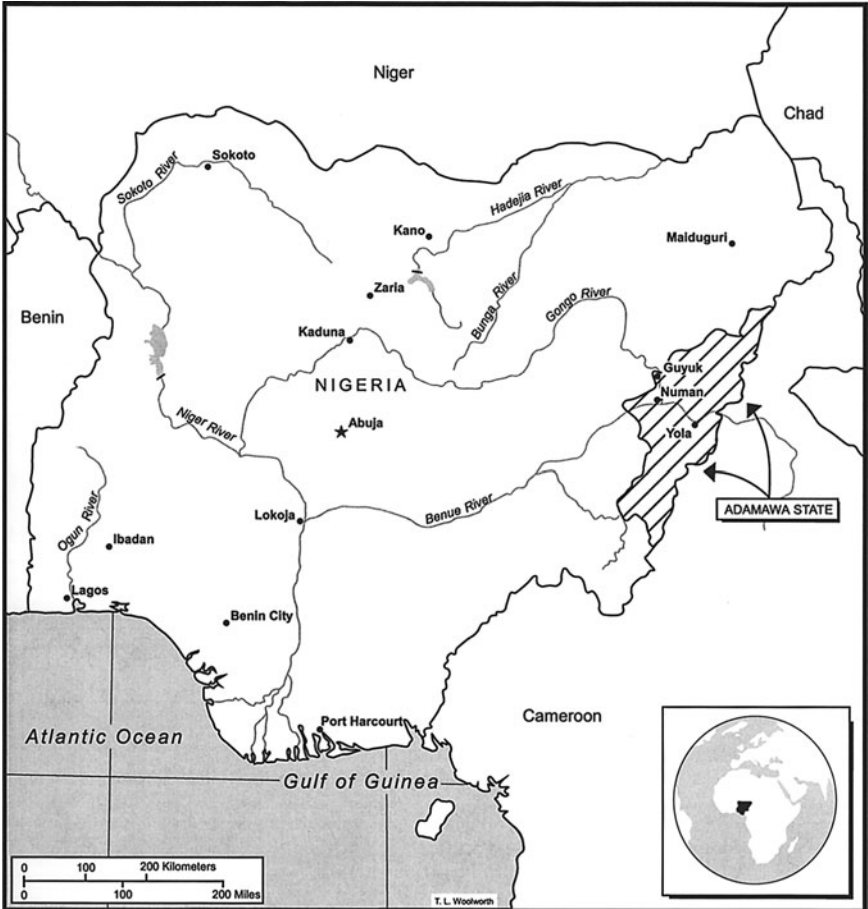 Niger
Chad
Sokoto
Sokoto River
Hadejia River
Kano
Maiduguri
Zaria
Bunga River
Gongo River
Benin
Kaduna
Guyuk
NIGERIA
Numan
Niger River
Abuja
Yola
Benue River
Lokoja
ADAMAWA STATE
Ogun River
Ibadan
Lagos
Benin City
Cameroon
Port Harcourt
Atlantic Ocean
Gulf of Guinea
0 100 200 Kilometers
0 100 200 Miles
T. L. Woolworth